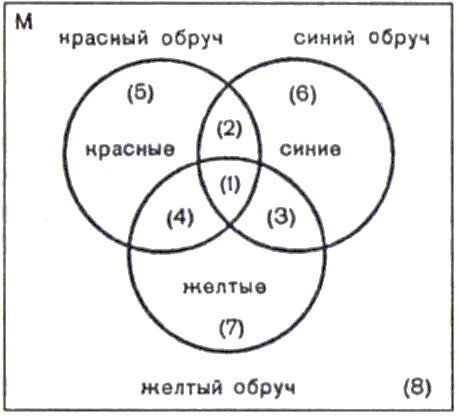 М
красный обруч синий обруч
(5) (6)
(2)
красные синие
(1)
(4) (3)
желтые
(7)
желтый обруч (8)